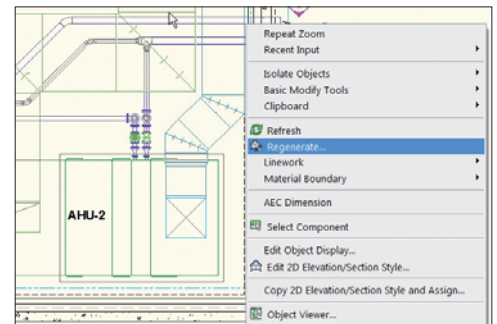 Repeat Zoom
Recent Input
Isolate Objects
Basic Modify Tools
Clipboard
Refresh
Regenerate...
Linework
Material Boundary
AEC Dimension
Select Component
Edit Object Display...
Edit 2D Elevation/Section Style...
Copy 2D Elevation/Section Style and Assign...
Object Viewer...
AHU-2